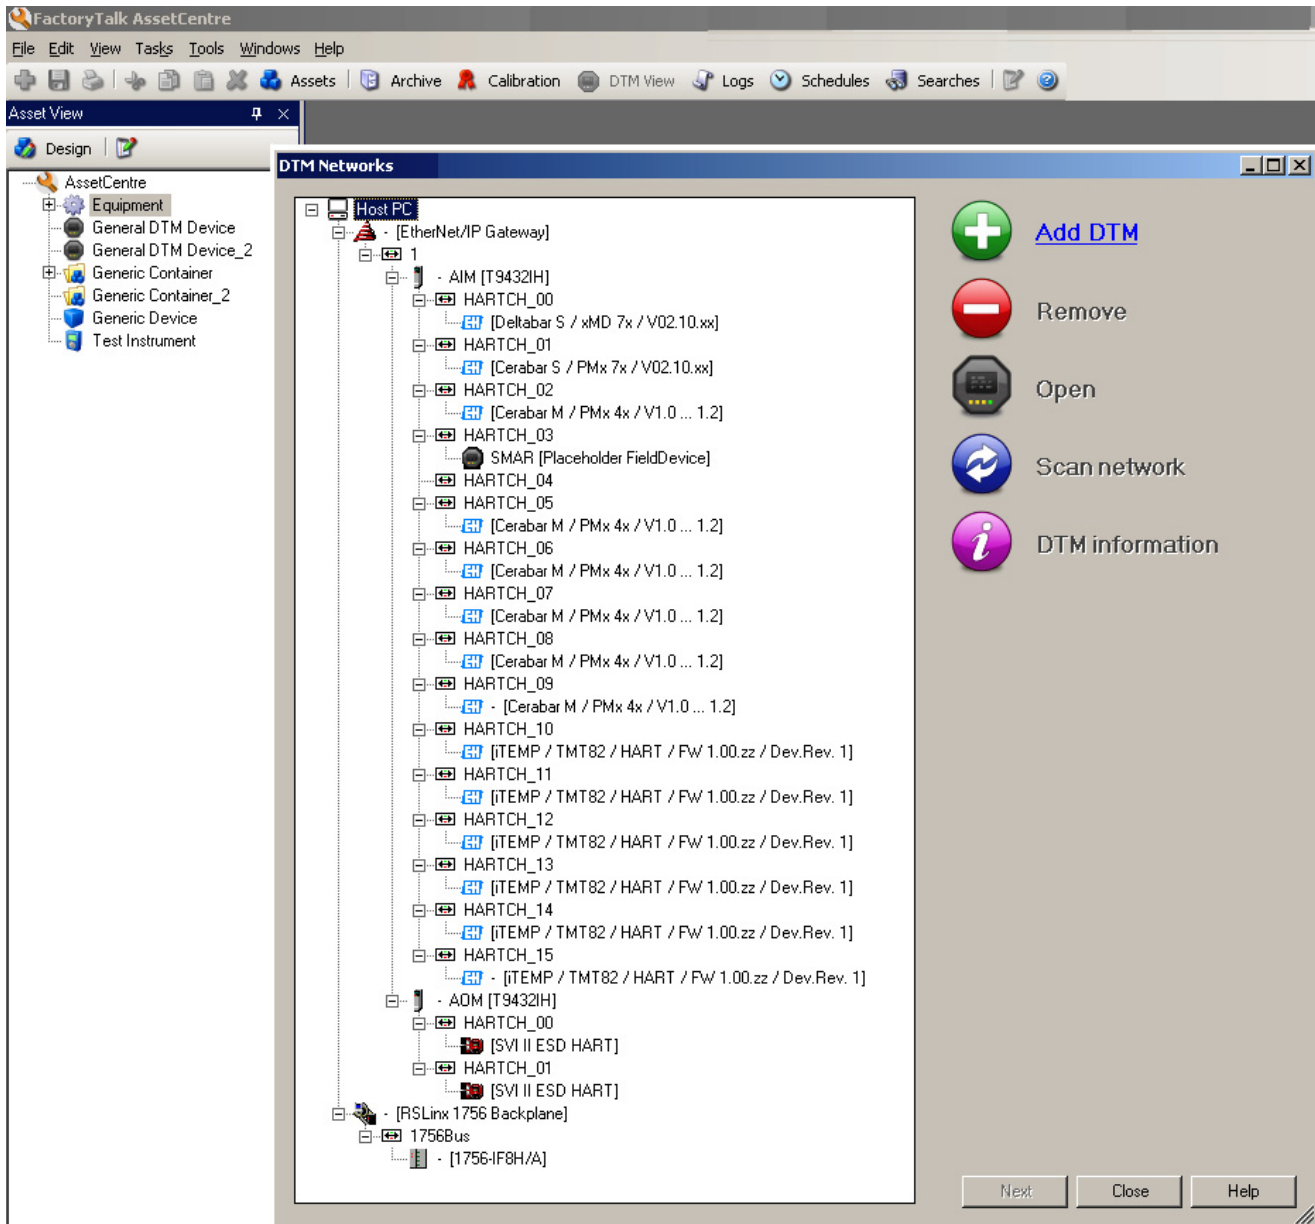 FactoryTalk AssetCentre
File Edit View Tasks Tools Windows Help
Assets Archive Calibration DTM View Logs Schedules Searches
Asset View
Design
AssetCentre
Equipment
General DTM Device
General DTM Device_2
Generic Container
Generic Container_2
Generic Device
Test Instrument
DTM Networks
Host PC
- [EtherNet/IP Gateway]
1
- AIM [T9432IH]
HARTCH_00
[Deltabar S / xMD 7x / V02.10.xx]
HARTCH_01
[Cerabar S / PMx 7x / V02.10.xx]
HARTCH_02
[Cerabar M / PMx 4x / V1.0 ... 1.2]
HARTCH_03
SMAR [Placeholder FieldDevice]
HARTCH_04
HARTCH_05
[Cerabar M / PMx 4x / V1.0 ... 1.2]
HARTCH_06
[Cerabar M / PMx 4x / V1.0 ... 1.2]
HARTCH_07
[Cerabar M / PMx 4x / V1.0 ... 1.2]
HARTCH_08
[Cerabar M / PMx 4x / V1.0 ... 1.2]
HARTCH_09
- [Cerabar M / PMx 4x / V1.0 ... 1.2]
HARTCH_10
[iTEMP / TMT82 / HART / FW 1.00.zz / Dev.Rev. 1]
HARTCH_11
[iTEMP / TMT82 / HART / FW 1.00.zz / Dev.Rev. 1]
HARTCH_12
[iTEMP / TMT82 / HART / FW 1.00.zz / Dev.Rev. 1]
HARTCH_13
[iTEMP / TMT82 / HART / FW 1.00.zz / Dev.Rev. 1]
HARTCH_14
[iTEMP / TMT82 / HART / FW 1.00.zz / Dev.Rev. 1]
HARTCH_15
- [iTEMP / TMT82 / HART / FW 1.00.zz / Dev.Rev. 1]
- AOM [T9432IH]
HARTCH_00
[SVI II ESD HART]
HARTCH_01
[SVI II ESD HART]
- [RSLinx 1756 Backplane]
1756Bus
- [1756-IF8H/A]
Add DTM
Remove
Open
Scan network
DTM information
Next Close Help